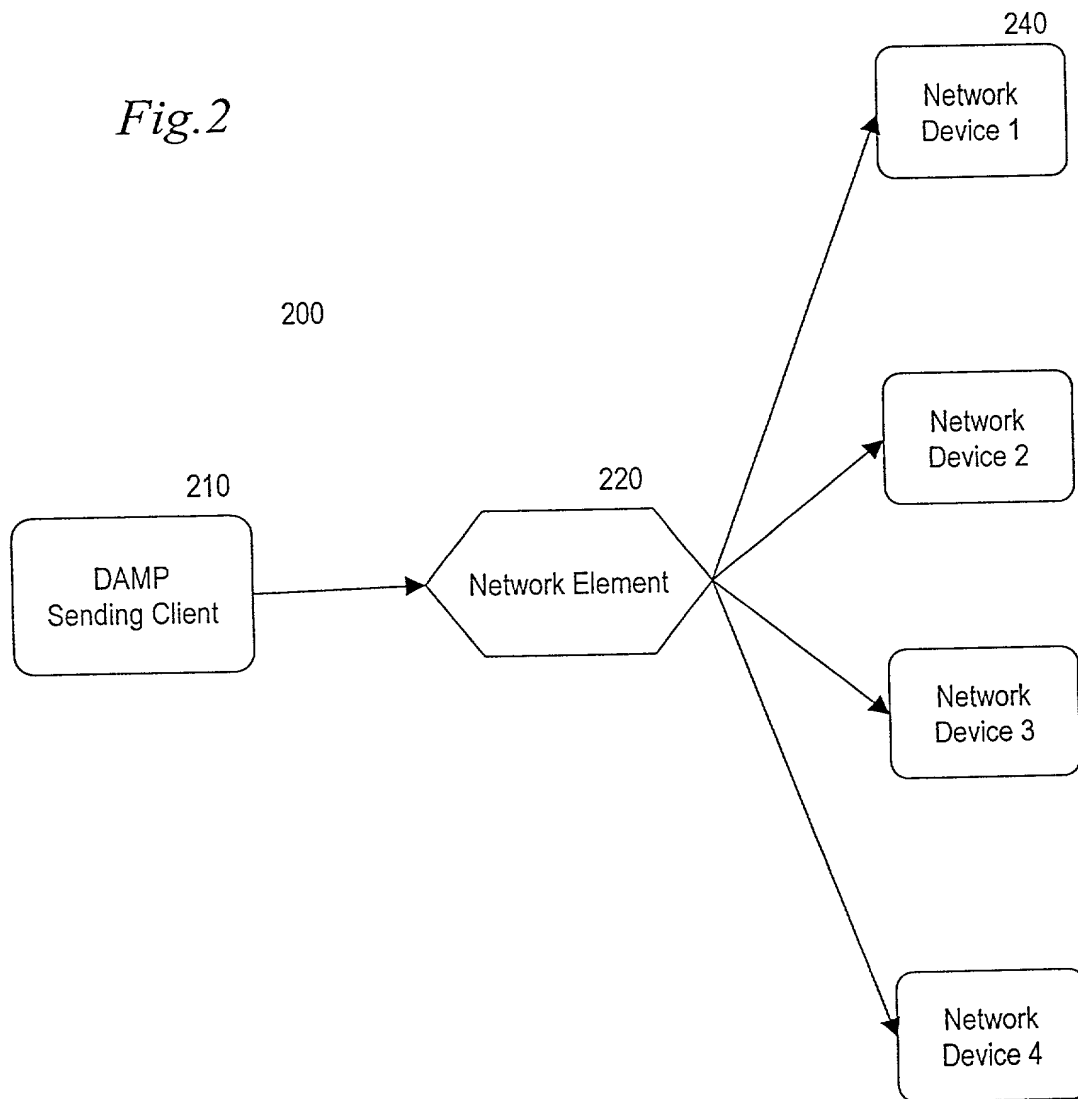 240
Network
Device 1
Fig.2
200
Network
Device 2
210
220
DAMP
Sending Client
Network Element
Network
Device 3
Network
Device 4